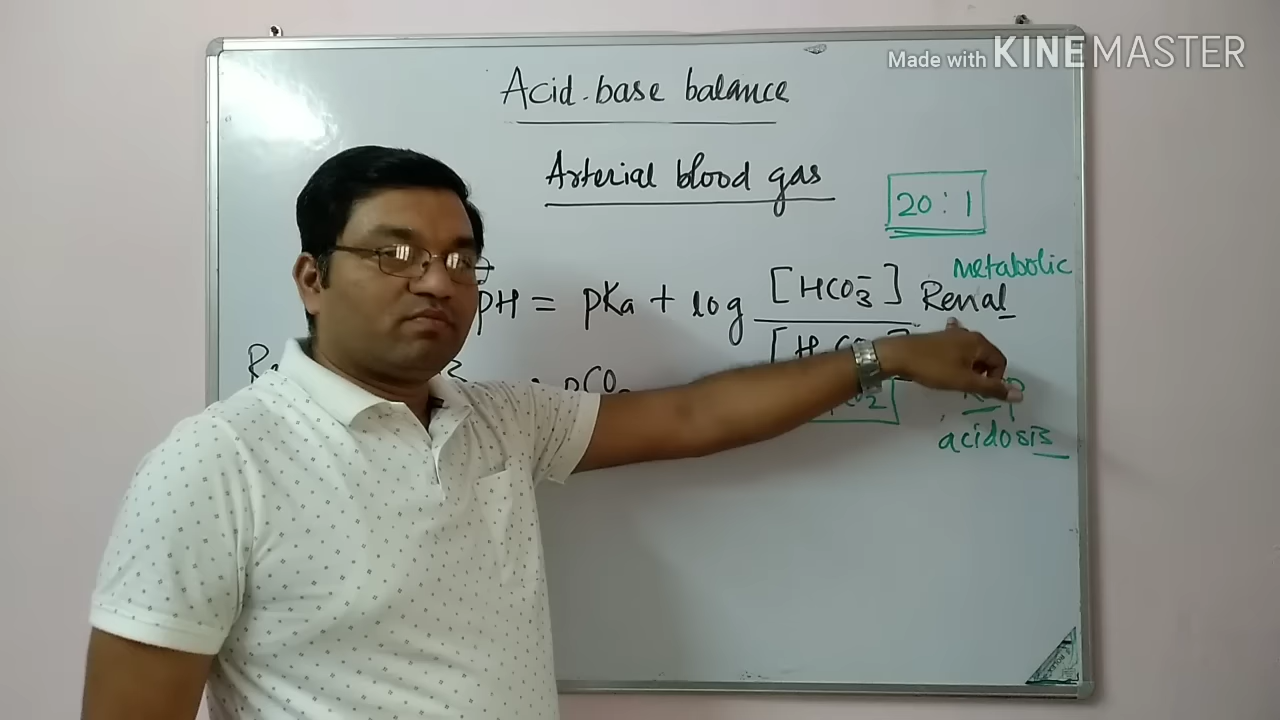 Made with KINEMASTER
Acid-base balance
Arterial blood gas
20 : 1
metabolic
pH = pKa + log [HCO3⁻] Renal
acidosis